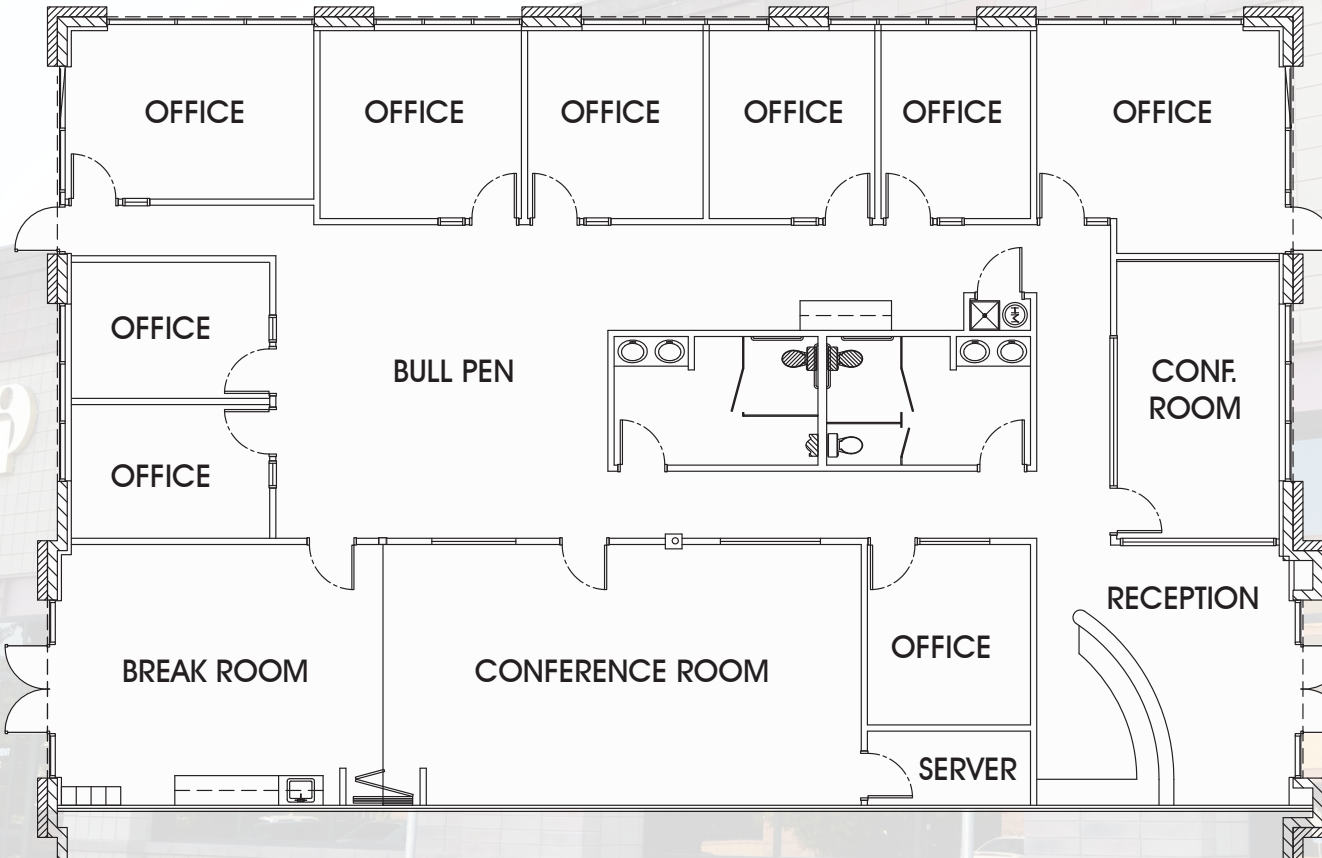 OFFICE
OFFICE
OFFICE
OFFICE
OFFICE
OFFICE
OFFICE
BULL PEN
CONF.
ROOM
OFFICE
RECEPTION
OFFICE
BREAK ROOM
CONFERENCE ROOM
SERVER